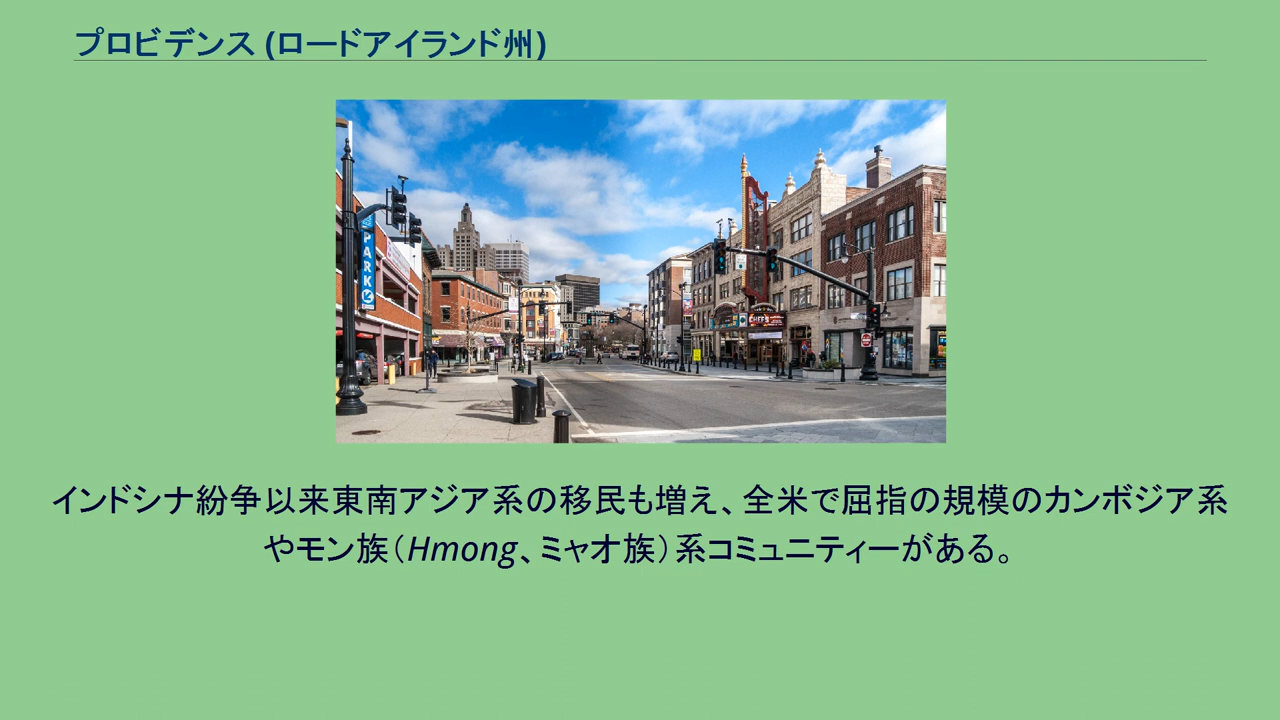 プロビデンス (ロードアイランド州)
PARK
インドシナ紛争以来東南アジア系の移民も増え、全米で屈指の規模のカンボジア系
やモン族（Hmong、ミャオ族）系コミュニティーがある。